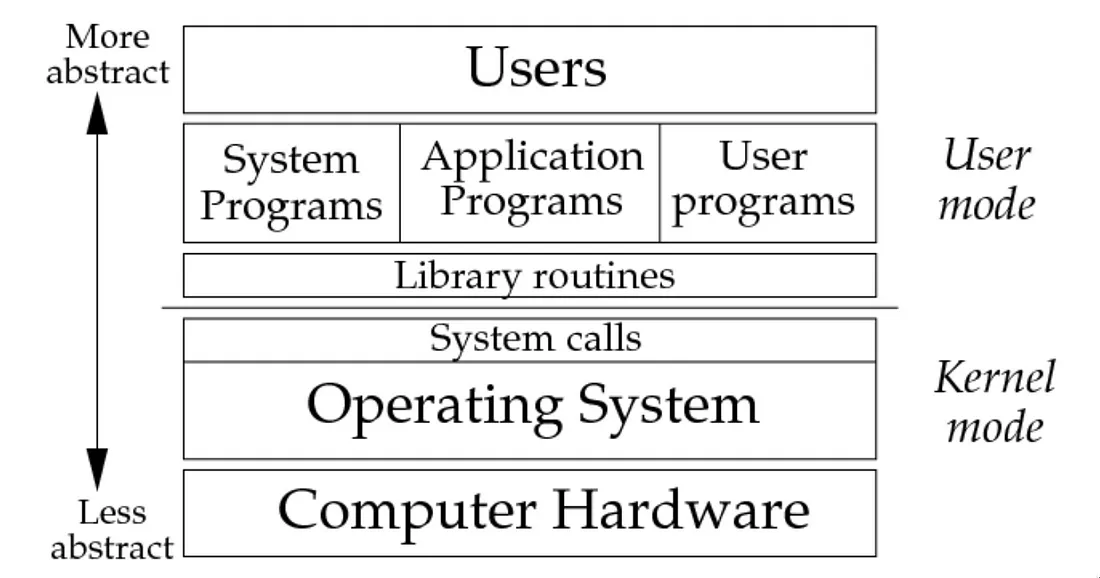 More
abstract
Users
System
Programs
Application
Programs
User
programs
User
mode
Library routines
System calls
Operating System
Kernel
mode
Computer Hardware
Less
abstract